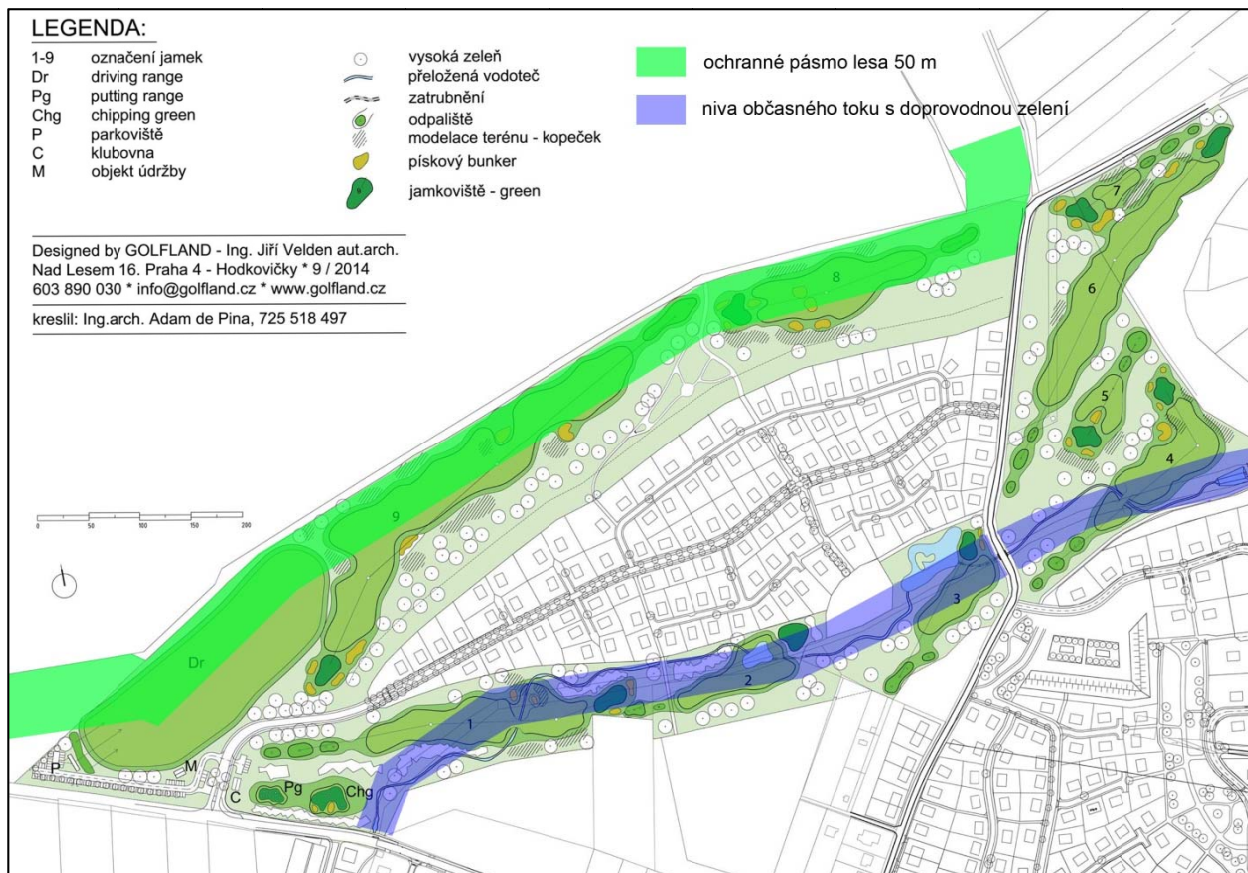 LEGENDA:
1-9 označení jamek
Dr driving range
Pg putting range
Chg chipping green
P parkoviště
C klubovna
M objekt údržby
vysoká zeleň
přeložená vodoteč
zatrubnění
odpaliště
modelace terénu - kopeček
pískový bunker
jamkoviště - green
ochranné pásmo lesa 50 m
niva občasného toku s doprovodnou zelení
Designed by GOLFLAND - Ing. Jiří Velden aut.arch.
Nad Lesem 16. Praha 4 - Hodkovičky * 9 / 2014
603 890 030 * info@golfland.cz * www.golfland.cz
kreslil: Ing.arch. Adam de Pina, 725 518 497
7
8
6
5
4
9
0 50 100 150 200
3
Dr
2
1
P
M
C
Pg
Chg